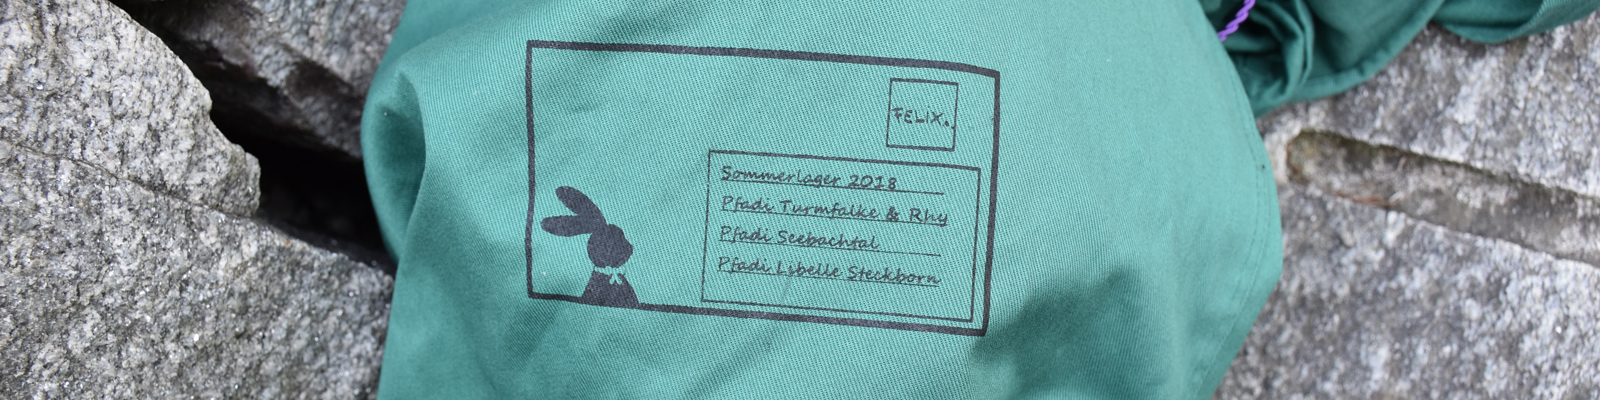 FELIX.
Sommerlager 2018
Pfadi Turmfalke & Rhy
Pfadi Seebachtal
Pfadi Libelle Steckborn